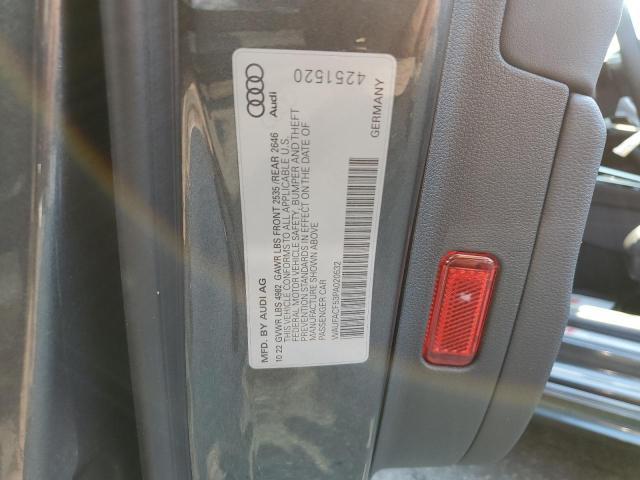 MFD. BY AUDI AG
10 22 GVWR LBS 4982 GAWR LBS FRONT 2535 /REAR 2646
THIS VEHICLE CONFORMS TO ALL APPLICABLE U.S.
FEDERAL MOTOR VEHICLE SAFETY, BUMPER AND THEFT
PREVENTION STANDARDS IN EFFECT ON THE DATE OF
MANUFACTURE SHOWN ABOVE
PASSENGER CAR
WAUFACF53PA020532
GERMANY
Audi
4251520